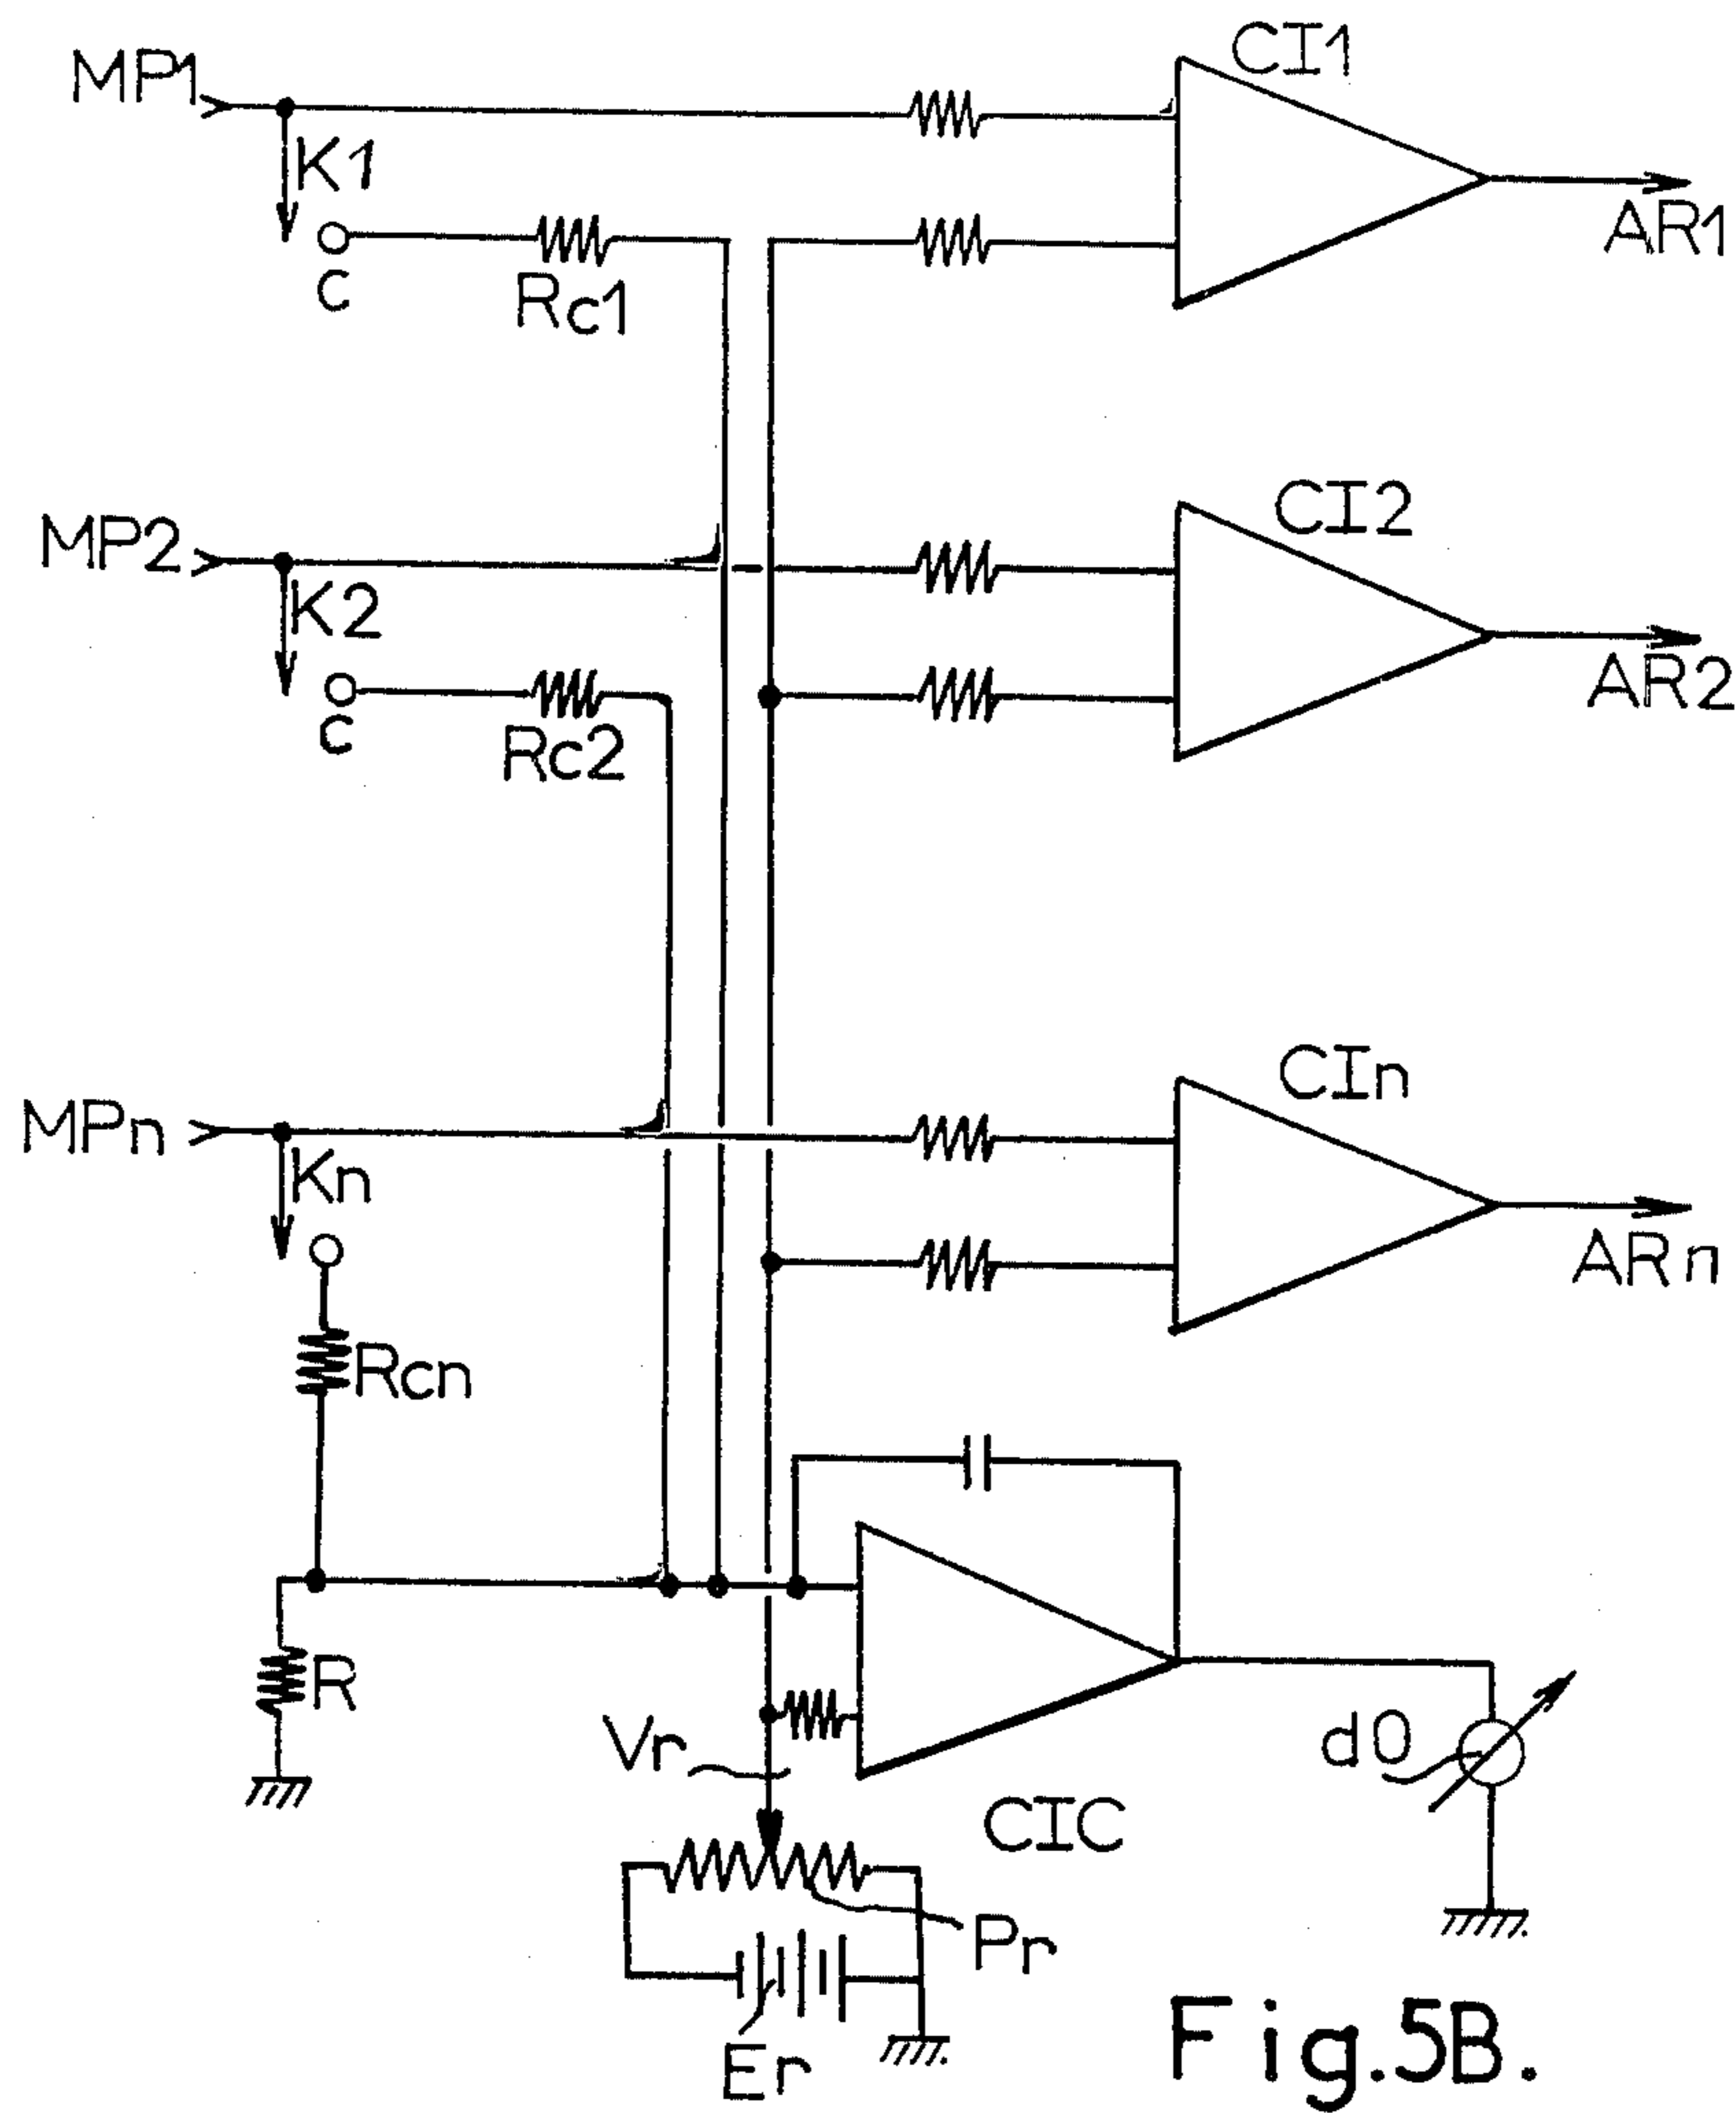 CI1
MP1
K1
AR1
C
Rc1
CI2
MP2
K2
AR2
C
Rc2
CIn
MPn
Kn
ARn
Rcn
R
Vr
dO
CIC
Pr
Er
Fig.5B.